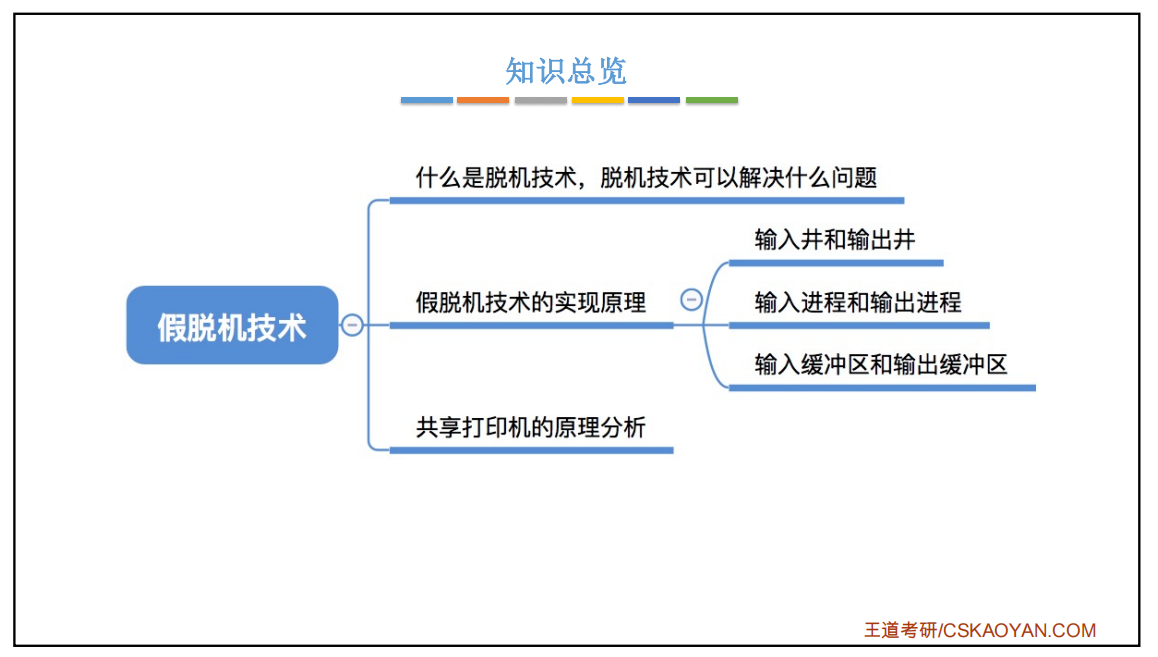 知识总览
什么是脱机技术，脱机技术可以解决什么问题
输入井和输出井
假脱机技术的实现原理
输入进程和输出进程
假脱机技术
输入缓冲区和输出缓冲区
共享打印机的原理分析
王道考研/CSKAOYAN.COM